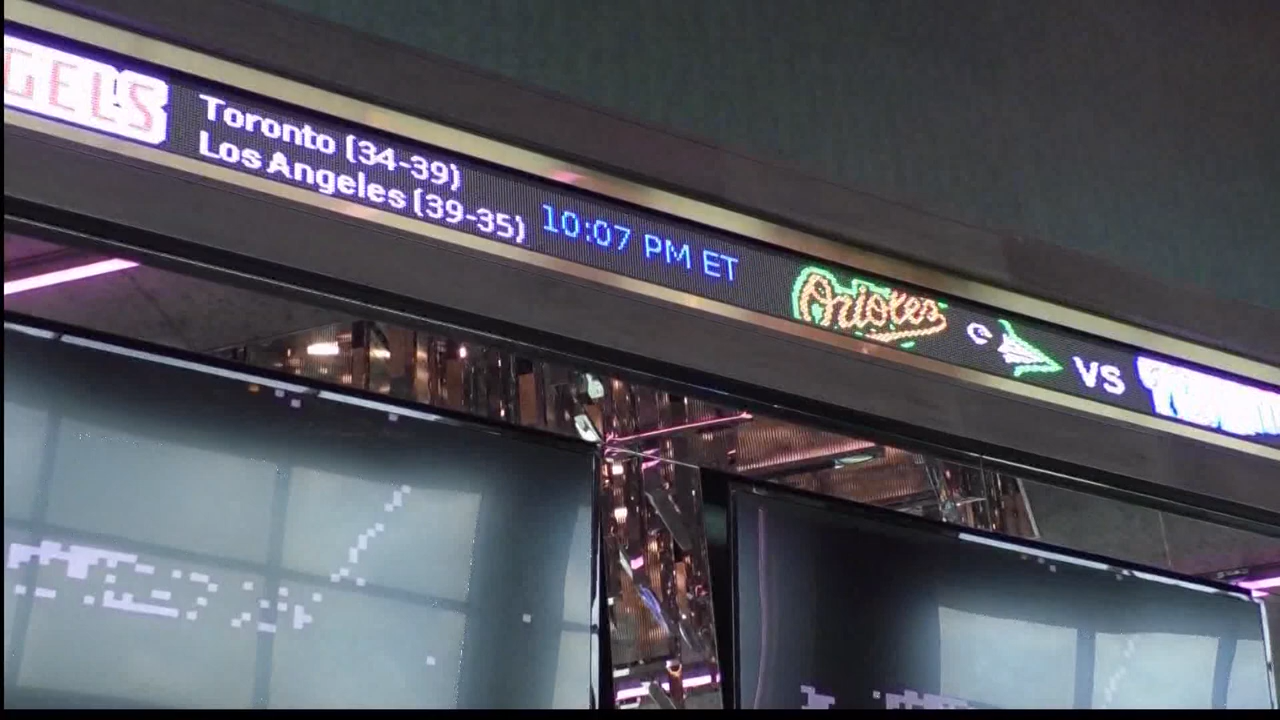 GELS
Toronto (34-39)
Los Angeles (39-35)
10:07 PM ET
Orioles
VS